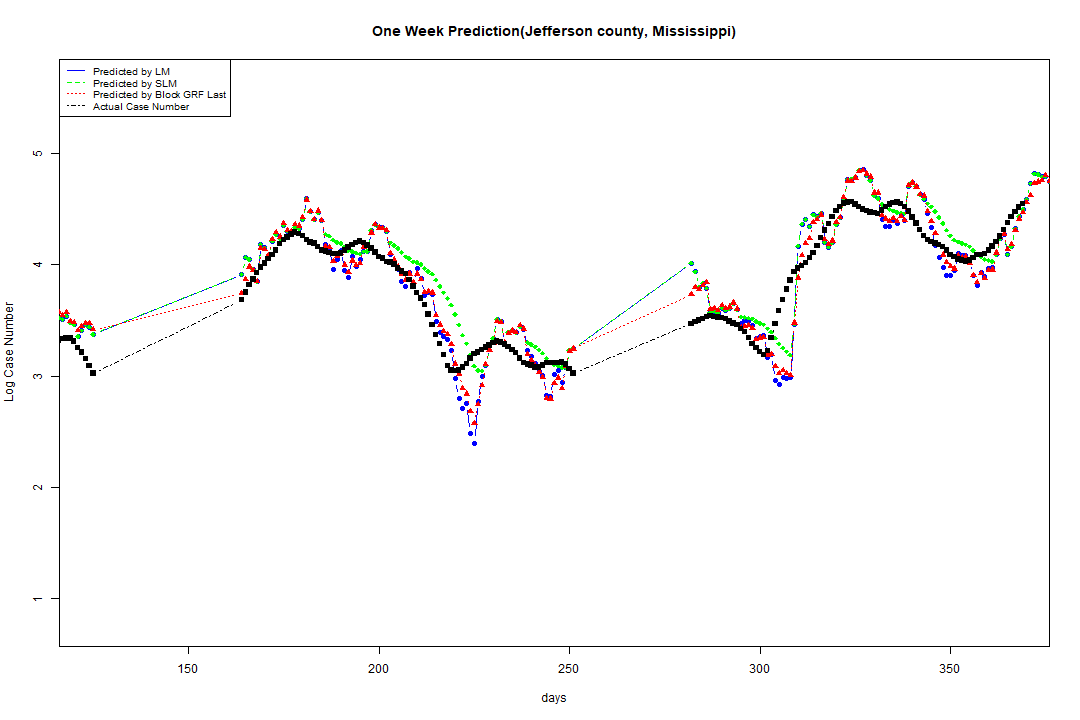 One Week Prediction(Jefferson county, Mississippi)
Predicted by LM
Predicted by SLM
Predicted by Block GRF Last
Actual Case Number
Log Case Number
5
4
3
2
1
150 200 250 300 350
days